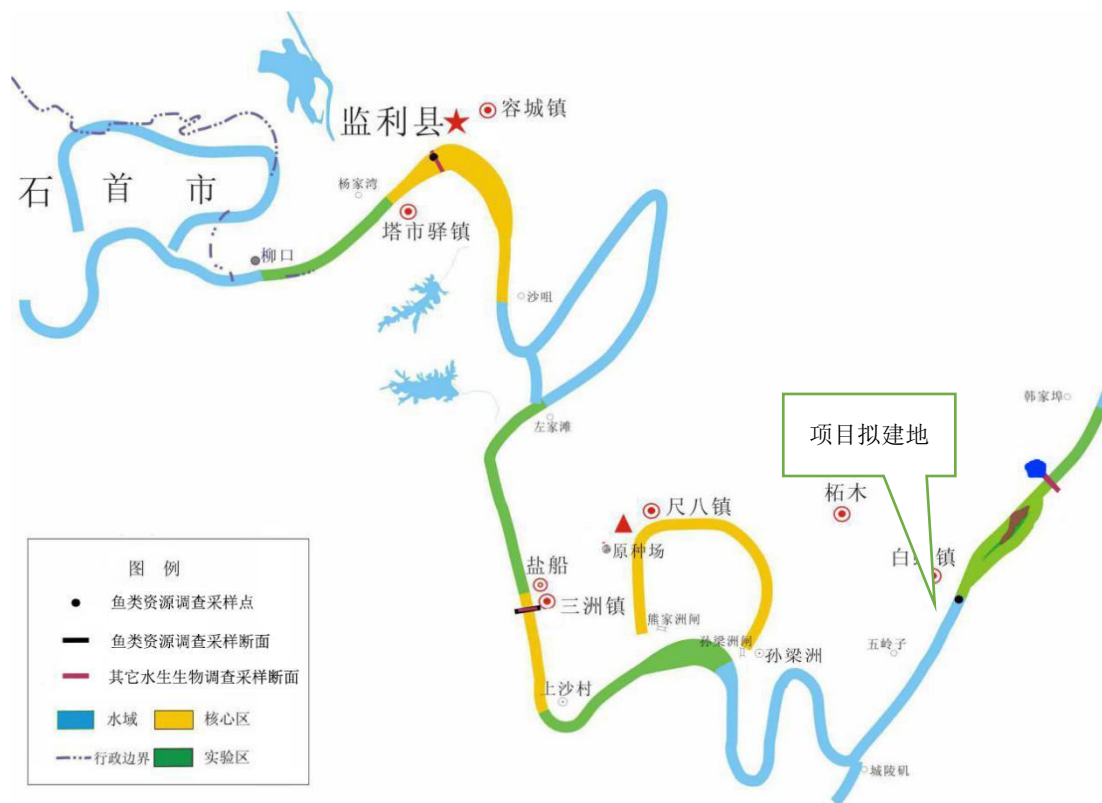 容城镇
监利县
石首市
杨家湾
塔市驿镇
柳口
沙咀
韩家埠
左家滩
项目拟建地
柘木
尺八镇
原种场
盐船
三洲镇
白
镇
熊家洲闸
孙梁洲闸
孙梁洲
五岭子
上沙村
城陵矶
图 例
鱼类资源调查采样点
鱼类资源调查采样断面
其它水生生物调查采样断面
水域
核心区
行政边界
实验区